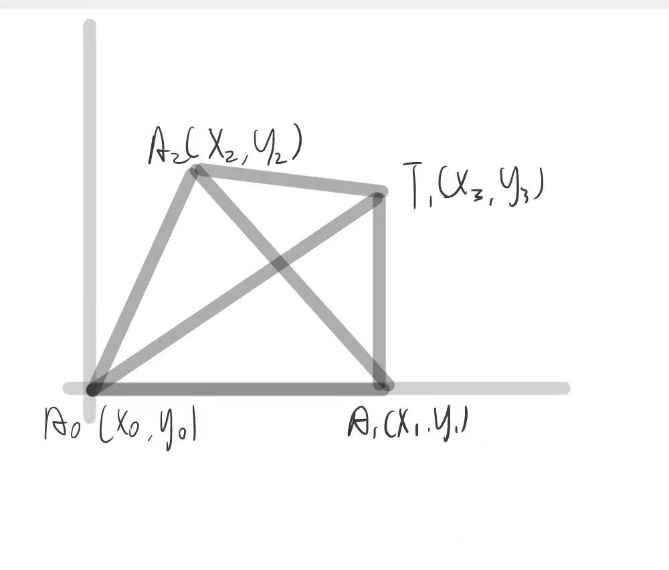 A₂(x₂,y₂)
T₁(x₃,y₃)
A₀(x₀,y₀)
A₁(x₁.y₁)